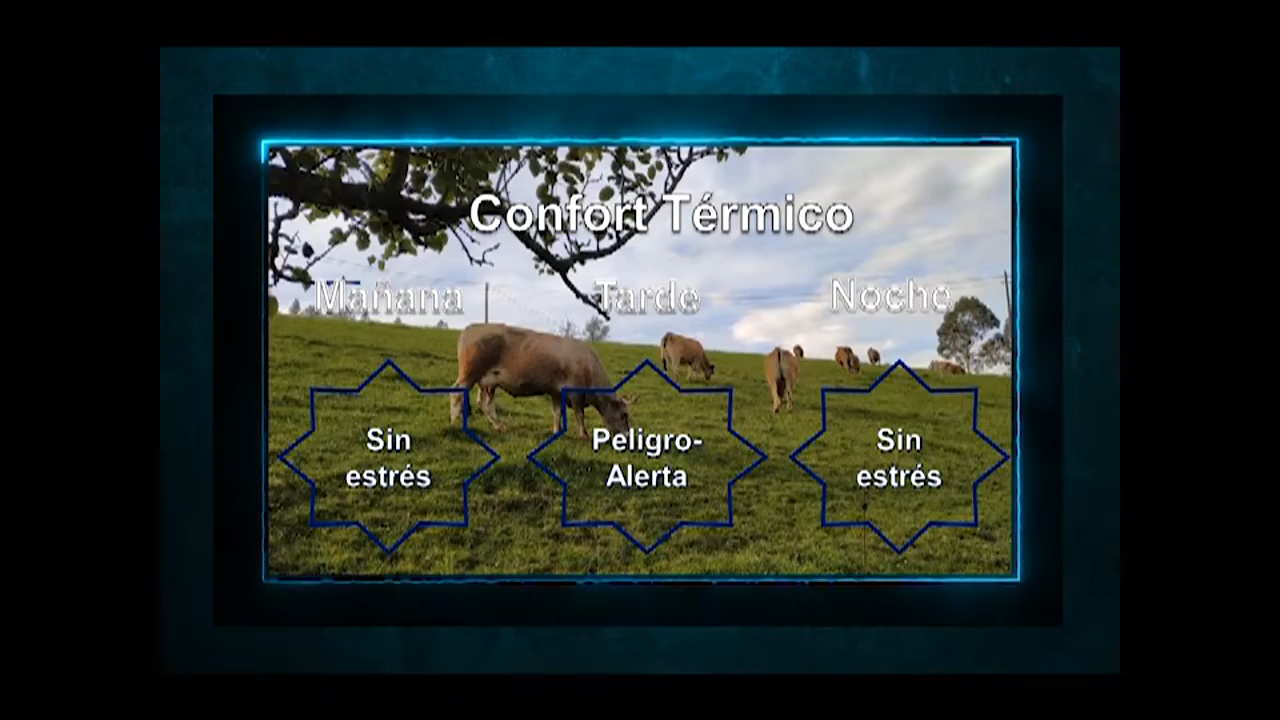 Confort Térmico
Mañana Tarde Noche
Sin estrés
Peligro-Alerta
Sin estrés